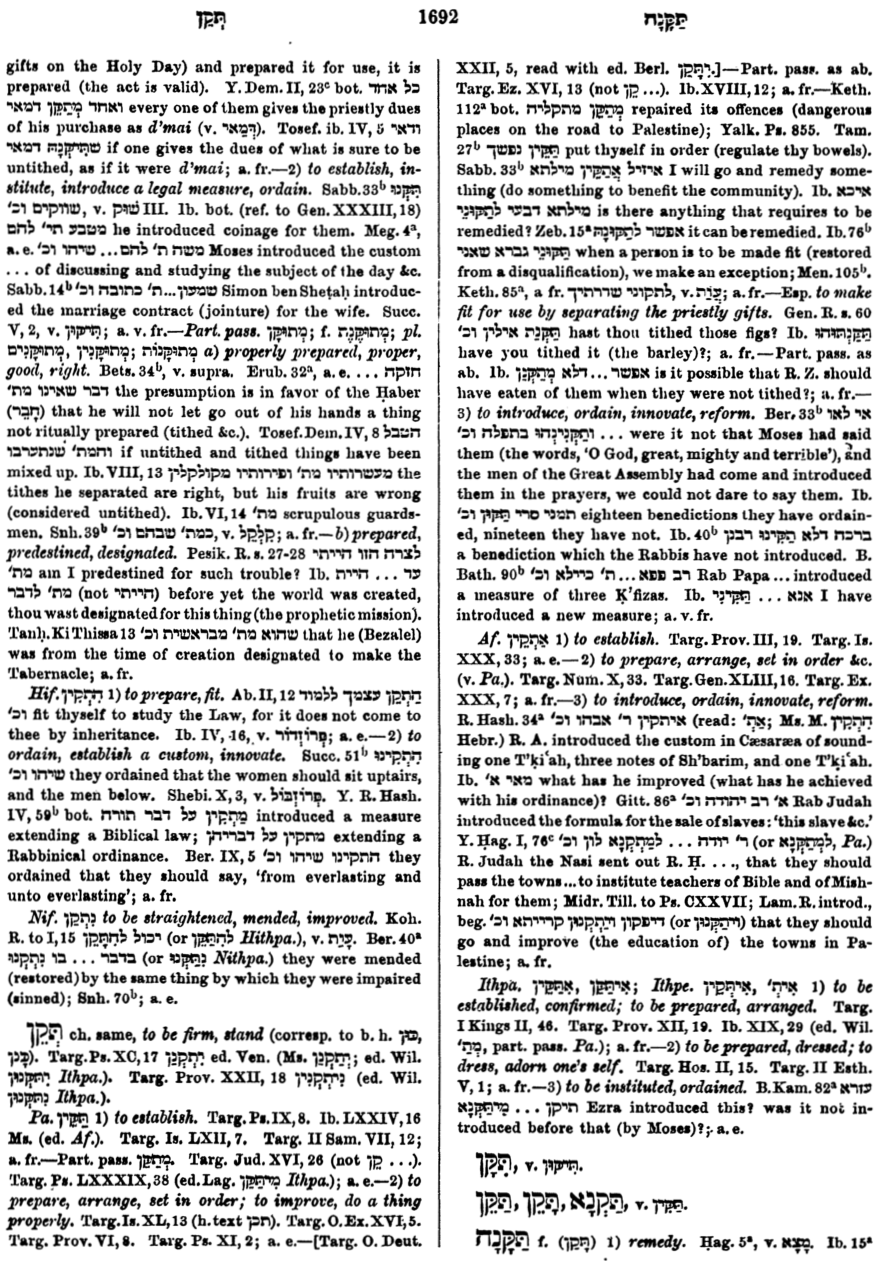 תְּקַן 1692 תַּקָּנָה
gifts on the Holy Day) and prepared it for use, it is
prepared (the act is valid). Y. Dem. II, 23ᶜ bot. כל אחד
ואחד מְתַקֵּן דמאי every one of them gives the priestly dues
of his purchase as d'mai (v. דְּמַאי). Tosef. ib. IV, 5 ודאי
שתיקנה דמאי if one gives the dues of what is sure to be
untithed, as if it were d'mai; a. fr.—2) to establish, in-
stitute, introduce a legal measure, ordain. Sabb. 33ᵇ תִּקְּנוּ
שווקים וכ', v. שׁוּק III. Ib. bot. (ref. to Gen. XXXIII, 18)
מטבע תי' להם he introduced coinage for them. Meg. 4ᵃ,
a. e. משה ת' להם... שיהו וכ' Moses introduced the custom
. . . of discussing and studying the subject of the day &c.
Sabb. 14ᵇ שמעון...ת' כתובה וכ' Simon ben Sheṭaḥ introduc-
ed the marriage contract (jointure) for the wife. Succ.
V, 2, v. תִּיקּוּן; a. v. fr.—Part. pass. מְתוּקָּן; f. מְתוּקֶּנֶת; pl.
מְתוּקָּנִים, מְתוּקָּנִין; מְתוּקָּנוֹת a) properly prepared, proper,
good, right. Bets. 34ᵇ, v. supra. Erub. 32ᵃ, a. e. . . . חזקה
דבר שאינו מת' the presumption is in favor of the Ḥaber
(חָבֵר) that he will not let go out of his hands a thing
not ritually prepared (tithed &c.). Tosef. Dem. IV, 8 הטבל
והמת' שנתערבו if untithed and tithed things have been
mixed up. Ib. VIII, 13 מעשרותיו מת' ופירותיו מקולקלין the
tithes he separated are right, but his fruits are wrong
(considered untithed). Ib. VI, 14 מת' scrupulous guards-
men. Snh. 39ᵇ כמת' שבהם וכ', v. קִלְקֵל; a. fr.—b) prepared,
predestined, designated. Pesik. R. s. 27-28 לצרה הזו הייתי
מת' am I predestined for such trouble? Ib. עד ... היית
מת' לדבר (not הייתי) before yet the world was created,
thou wast designated for this thing (the prophetic mission).
Tanḥ. Ki Thissa 13 שהוא מת' מבראשית וכ' that he (Bezalel)
was from the time of creation designated to make the
Tabernacle; a. fr.
Hif. הִתְקִין 1) to prepare, fit. Ab. II, 12 הַתְקֵן עצמך ללמוד
וכ' fit thyself to study the Law, for it does not come to
thee by inheritance. Ib. IV, 16, v. פְּרוֹזְדוֹר; a. e.—2) to
ordain, establish a custom, innovate. Succ. 51ᵇ הִתְקִינוּ
שיהו וכ' they ordained that the women should sit uptairs,
and the men below. Shebi. X, 3, v. פְּרוֹזְבּוֹל. Y. R. Hash.
IV, 59ᵇ bot. מַתְקִין על דבר תורה introduced a measure
extending a Biblical law; מתקין על דבריהן extending a
Rabbinical ordinance. Ber. IX, 5 התקינו שיהו וכ' they
ordained that they should say, 'from everlasting and
unto everlasting'; a. fr.
Nif. נִתְקַן to be straightened, mended, improved. Koh.
R. to I, 15 יכול להתָּקֵן (or לְהִתַּקֵּן Hithpa.), v. עָוַת. Ber. 40ᵃ
בדבר ... בו נִתְקְנוּ (or נִתַּקְּנוּ Nithpa.) they were mended
(restored) by the same thing by which they were impaired
(sinned); Snh. 70ᵇ; a. e.
תְּקֵן ch. same, to be firm, stand (corresp. to b. h. כּוּן,
כָּנַן). Targ. Ps. XC, 17 יִתְקְנַן ed. Ven. (Ms. יְתַקֵּן; ed. Wil.
יִתַּקְּנוּן Ithpa.). Targ. Prov. XXII, 18 נִיתְקְנִין (ed. Wil.
נִתַּקְּנוּן Ithpa.).
Pa. תַּקֵּין 1) to establish. Targ. Ps. IX, 8. Ib. LXXIV, 16
Ms. (ed. Af.). Targ. Is. LXII, 7. Targ. II Sam. VII, 12;
a. fr.—Part. pass. מְתַקַּן. Targ. Jud. XVI, 26 (not קֵן ...).
Targ. Ps. LXXXIX, 38 (ed. Lag. מִיתַּקַּן Ithpa.); a. e.—2) to
prepare, arrange, set in order; to improve, do a thing
properly. Targ. Is. XL, 13 (h. text תכן). Targ. O. Ex. XVI, 5.
Targ. Prov. VI, 8. Targ. Ps. XI, 2; a. e.—[Targ. O. Deut.
XXII, 5, read with ed. Berl. יִתָּקַן.]—Part. pass. as ab.
Targ. Ez. XVI, 13 (not קֵן ...). Ib. XVIII, 12; a. fr.—Keth.
112ᵃ bot. מְתַקֵּן מתקליה repaired its offences (dangerous
places on the road to Palestine); Yalk. Ps. 855. Tam.
27ᵇ תַּקֵּין נפשך put thyself in order (regulate thy bowels).
Sabb. 33ᵇ איזיל אֲתַקֵּין מילתא I will go and remedy some-
thing (do something to benefit the community). Ib. איכא
מילתא דבעי לתַקּוּנֵי is there anything that requires to be
remedied? Zeb. 15ᵃ אפשר לתַקּוּנָהּ it can be remedied. Ib. 76ᵇ
תַּקּוּנֵי גברא שאני when a person is to be made fit (restored
from a disqualification), we make an exception; Men. 105ᵇ.
Keth. 85ᵃ, a fr. לתקוני שדרתיך, v. עֲוַת; a. fr.—Esp. to make
fit for use by separating the priestly gifts. Gen. R. s. 60
תַּקֵּנְתְּ אילין וכ' hast thou tithed those figs? Ib. תַּקֵּנְתּוּהוּ
have you tithed it (the barley)?; a. fr.—Part. pass. as
ab. Ib. אפשר ... דלא מְתַקְּנָן is it possible that R. Z. should
have eaten of them when they were not tithed?; a. fr.—
3) to introduce, ordain, innovate, reform. Ber. 33ᵇ אי לאו
... ותַקְּנִינְהוּ בתפלה וכ' were it not that Moses had said
them (the words, 'O God, great, mighty and terrible'), and
the men of the Great Assembly had come and introduced
them in the prayers, we could not dare to say them. Ib.
תמני סרי תַּקּוּן וכ' eighteen benedictions they have ordain-
ed, nineteen they have not. Ib. 40ᵇ ברכה דלא תַּקִּינוּ רבנן
a benediction which the Rabbis have not introduced. B.
Bath. 90ᵇ רב פפא...ת' כיילא וכ' Rab Papa ... introduced
a measure of three Ḳ'fizas. Ib. אנא ... תַּקֵּינִי I have
introduced a new measure; a. v. fr.
Af. אַתְקֵין 1) to establish. Targ. Prov. III, 19. Targ. Is.
XXX, 33; a. e.—2) to prepare, arrange, set in order &c.
(v. Pa.). Targ. Num. X, 33. Targ. Gen. XLIII, 16. Targ. Ex.
XXX, 7; a. fr.—3) to introduce, ordain, innovate, reform.
R. Hash. 34ᵃ איתקין ר' אבהו וכ' (read: אַתְ'; Ms. M. הִתְקִין
Hebr.) R. A. introduced the custom in Cæsaræa of sound-
ing one T'ḳi‘ah, three notes of Sh'barim, and one T'ḳi‘ah.
Ib. מאי א' what has he improved (what has he achieved
with his ordinance)? Gitt. 86ᵃ א' רב יהודה וכ' Rab Judah
introduced the formula for the sale of slaves: 'this slave &c.'
Y. Ḥag. I, 76ᶜ ר' יודה ... למַתְקָנָא לון וכ' (or לִמְתַקָּנָא, Pa.)
R. Judah the Nasi sent out R. Ḥ. . . ., that they should
pass the towns ... to institute teachers of Bible and of Mish-
nah for them; Midr. Till. to Ps. CXXVII; Lam. R. introd.,
beg. דיפקון ויַתְקְנוּן קרייתא וכ' (or וִיתַקְּנוּן) that they should
go and improve (the education of) the towns in Pa-
lestine; a. fr.
Ithpa. אִתַּקֵּין, אִיתַּקַּן; Ithpe. אִיתְּקֵין, אִית' 1) to be
established, confirmed; to be prepared, arranged. Targ.
I Kings II, 46. Targ. Prov. XII, 19. Ib. XIX, 29 (ed. Wil.
מְתַ', part. pass. Pa.); a. fr.—2) to be prepared, dressed; to
dress, adorn one's self. Targ. Hos. II, 15. Targ. II Esth.
V, 1; a. fr.—3) to be instituted, ordained. B. Kam. 82ᵃ עזרא
תיקן ... מִיתַּקְּנָא Ezra introduced this? was it not in-
troduced before that (by Moses)?; a. e.
תִּקָּן, v. תִּיקּוּן.
תַּקִּן, תָּקֵן, תַּקְנָא, v. תַּקִּין.
תַּקָּנָה f. (תָּקַן) 1) remedy. Ḥag. 5ᵃ, v. מָצָא. Ib. 15ᵃ